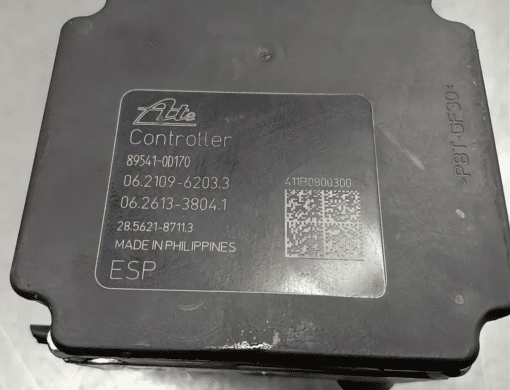 Ate
Controller
89541-0D170
06.2109-6203.3
06.2613-3804.1
28.5621-8711.3
MADE IN PHILIPPINES
ESP
411B0800300
>PBT-GF30<